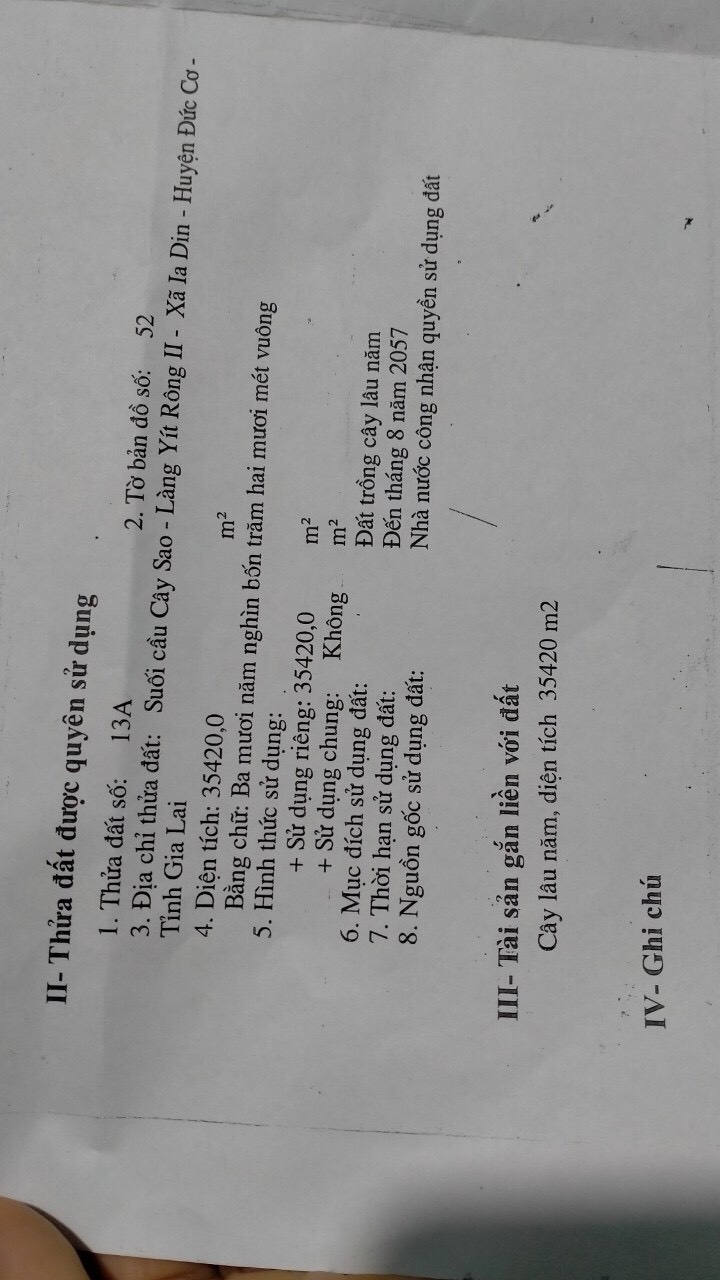 II- Thửa đất được quyền sử dụng
1. Thửa đất số: 13A 2. Tờ bản đồ số: 52
3. Địa chỉ thửa đất: Suối cầu Cây Sao - Làng Yít Rông II - Xã Ia Din - Huyện Đức Cơ -
Tỉnh Gia Lai
4. Diện tích: 35420,0 m²
Bằng chữ: Ba mươi năm nghìn bốn trăm hai mươi mét vuông
5. Hình thức sử dụng:
+ Sử dụng riêng: 35420,0 m²
+ Sử dụng chung: Không m²
6. Mục đích sử dụng đất: Đất trồng cây lâu năm
7. Thời hạn sử dụng đất: Đến tháng 8 năm 2057
8. Nguồn gốc sử dụng đất: Nhà nước công nhận quyền sử dụng đất
III- Tài sản gắn liền với đất
Cây lâu năm, diện tích 35420 m2
IV- Ghi chú